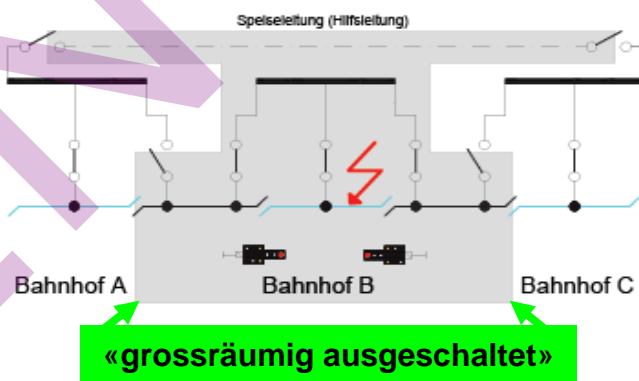 Speiseleitung (Hilfsleitung)
Bahnhof A
Bahnhof B
Bahnhof C
«grossräumig ausgeschaltet»